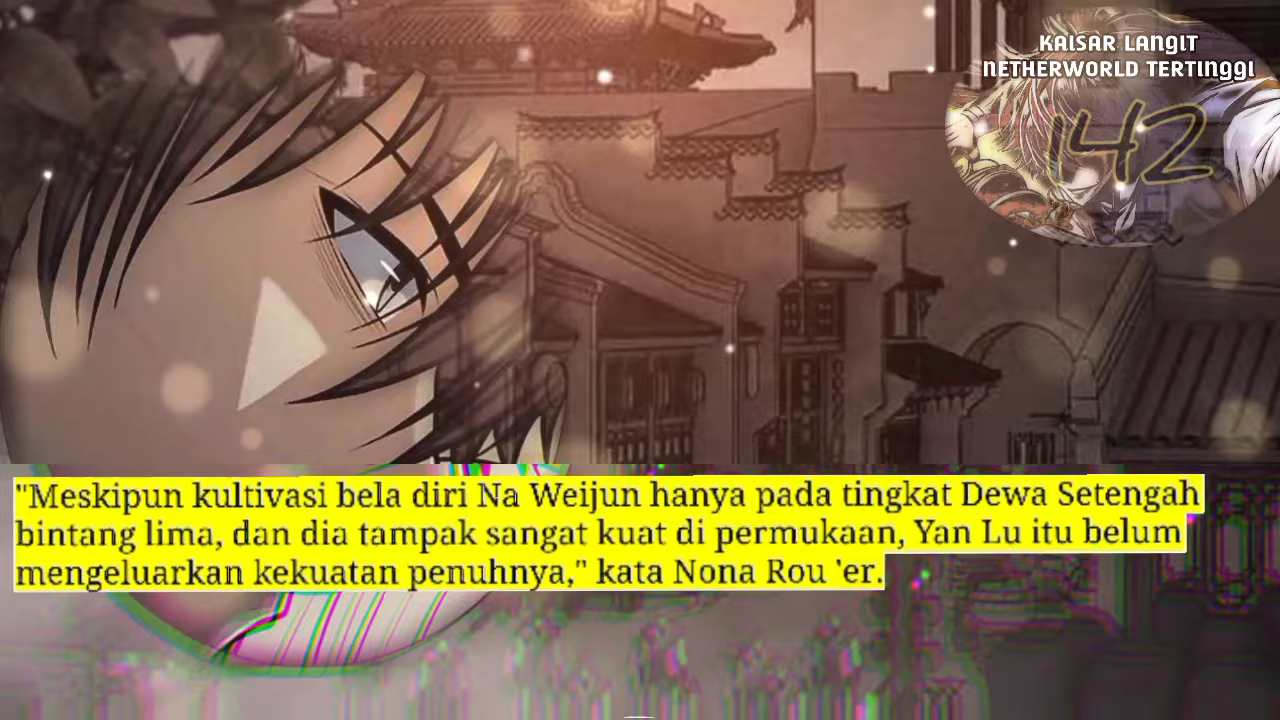 KAISAR LANGIT
NETHERWORLD TERTINGGI
142
"Meskipun kultivasi bela diri Na Weijun hanya pada tingkat Dewa Setengah
bintang lima, dan dia tampak sangat kuat di permukaan, Yan Lu itu belum
mengeluarkan kekuatan penuhnya," kata Nona Rou 'er.